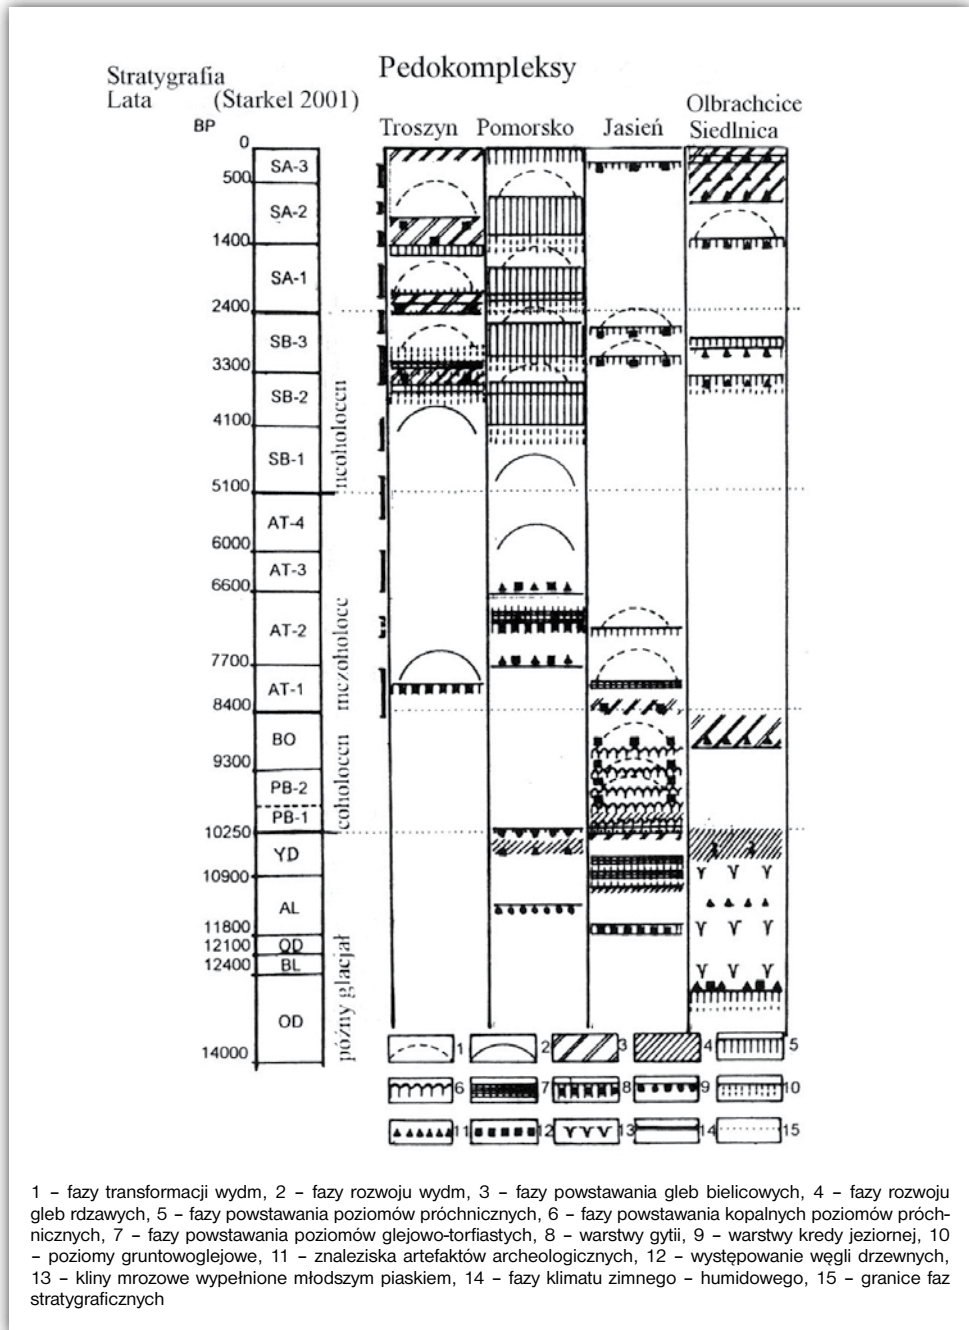 Stratygrafia
Lata (Starkel 2001)
Pedokompleksy
BP
Troszyn Pomorsko Jasień Olbrachcice
Siedlnica
0
SA-3
500
SA-2
1400
SA-1
2400
SB-3
3300
SB-2
4100
SB-1
5100
AT-4
6000
AT-3
6600
AT-2
7700
AT-1
8400
BO
9300
PB-2
PB-1
10250
YD
10900
AL
11800
OD
12100
BL
12400
OD
14000
neoholocen
mezoholocc
coholoccn
późny glacjał
1 2 3 4 5
6 7 8 9 10
11 12 13 14 15
1 – fazy transformacji wydm, 2 – fazy rozwoju wydm, 3 – fazy powstawania gleb bielicowych, 4 – fazy rozwoju
gleb rdzawych, 5 – fazy powstawania poziomów próchnicznych, 6 – fazy powstawania kopalnych poziomów próch-
nicznych, 7 – fazy powstawania poziomów glejowo-torfiastych, 8 – warstwy gytii, 9 – warstwy kredy jeziornej, 10
– poziomy gruntowoglejowe, 11 – znaleziska artefaktów archeologicznych, 12 – występowanie węgli drzewnych,
13 – kliny mrozowe wypełnione młodszym piaskiem, 14 – fazy klimatu zimnego – humidowego, 15 – granice faz
stratygraficznych